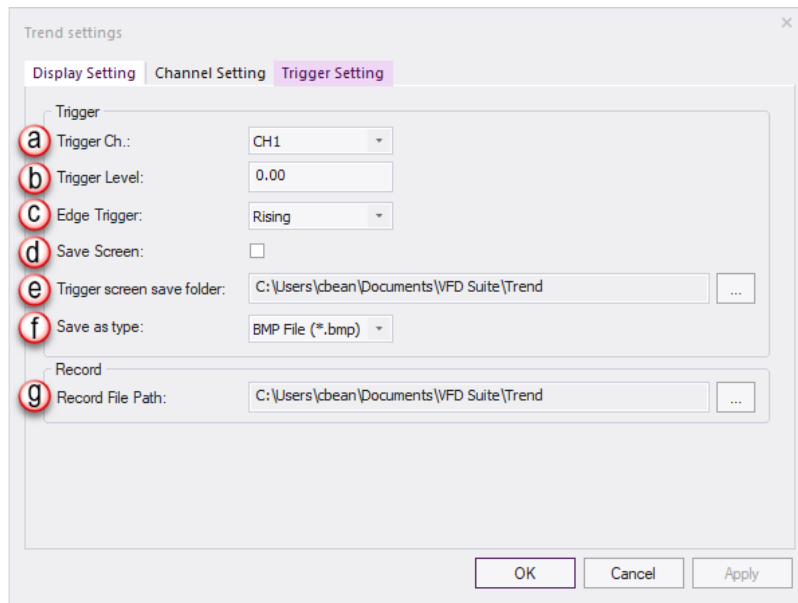 Trend settings
Display Setting Channel Setting Trigger Setting
Trigger
a Trigger Ch.: CH1
b Trigger Level: 0.00
c Edge Trigger: Rising
d Save Screen:
e Trigger screen save folder: C:\Users\cbean\Documents\VFD Suite\Trend ...
f Save as type: BMP File (*.bmp)
Record
g Record File Path: C:\Users\cbean\Documents\VFD Suite\Trend ...
OK Cancel Apply